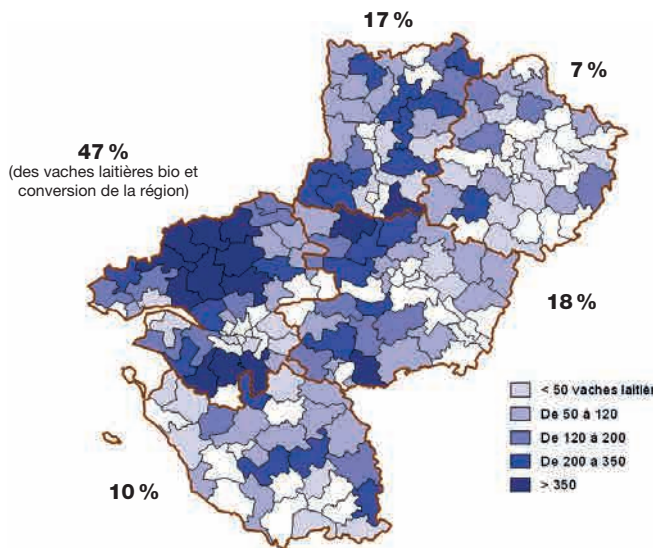 17 %
7 %
47 %
(des vaches laitières bio et
conversion de la région)
18 %
10 %
< 50 vaches laitièr
De 50 à 120
De 120 à 200
De 200 à 350
> 350